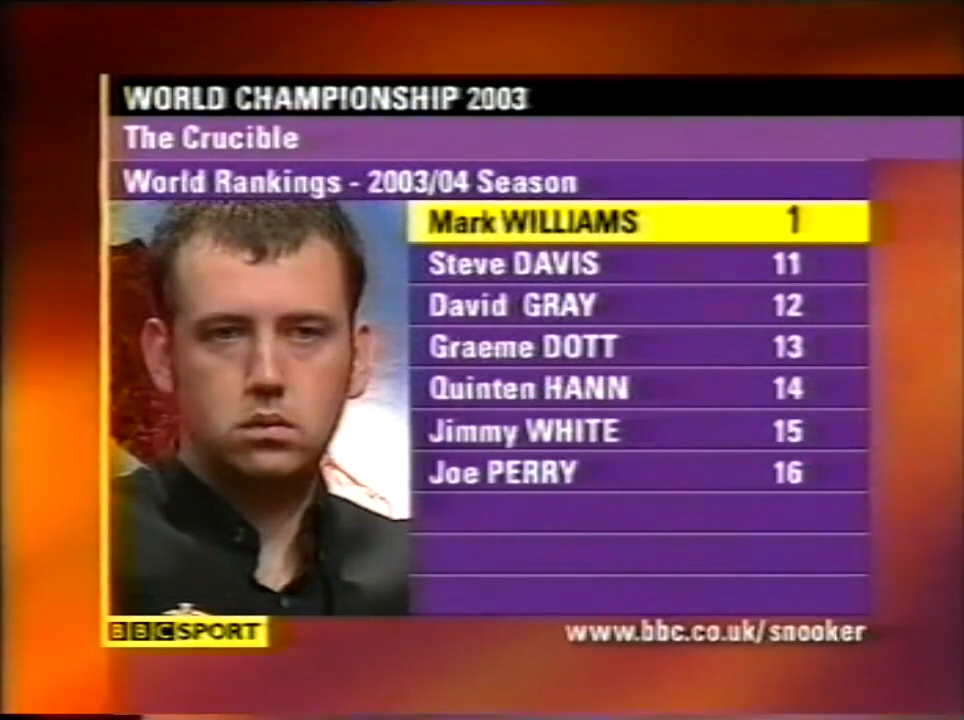 WORLD CHAMPIONSHIP 2003
The Crucible
World Rankings - 2003/04 Season
Mark WILLIAMS 1
Steve DAVIS 11
David GRAY 12
Graeme DOTT 13
Quinten HANN 14
Jimmy WHITE 15
Joe PERRY 16
BBC SPORT
www.bbc.co.uk/snooker